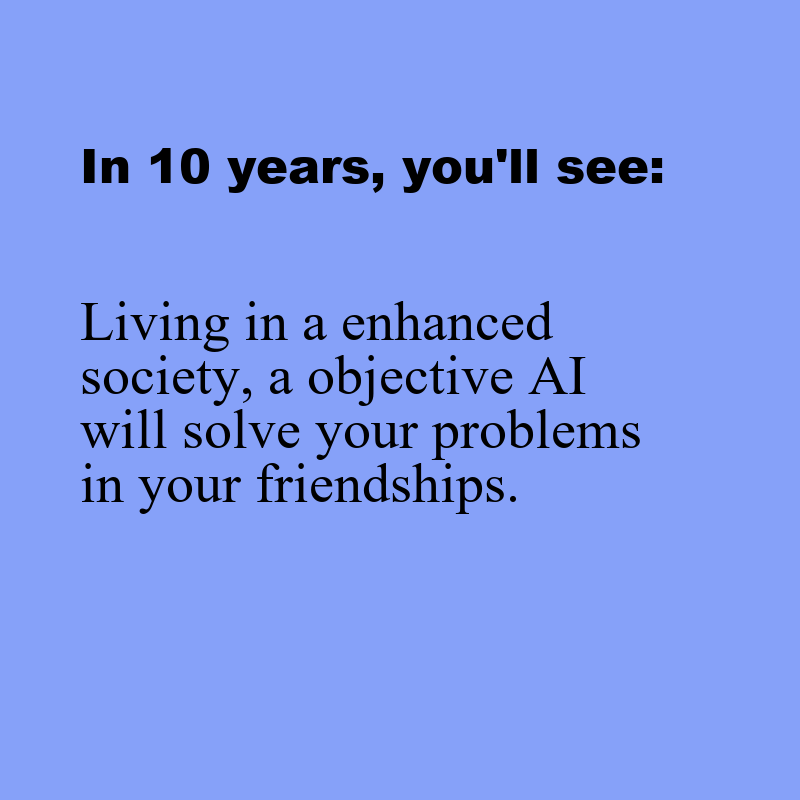 In 10 years, you'll see:
Living in a enhanced
society, a objective AI
will solve your problems
in your friendships.